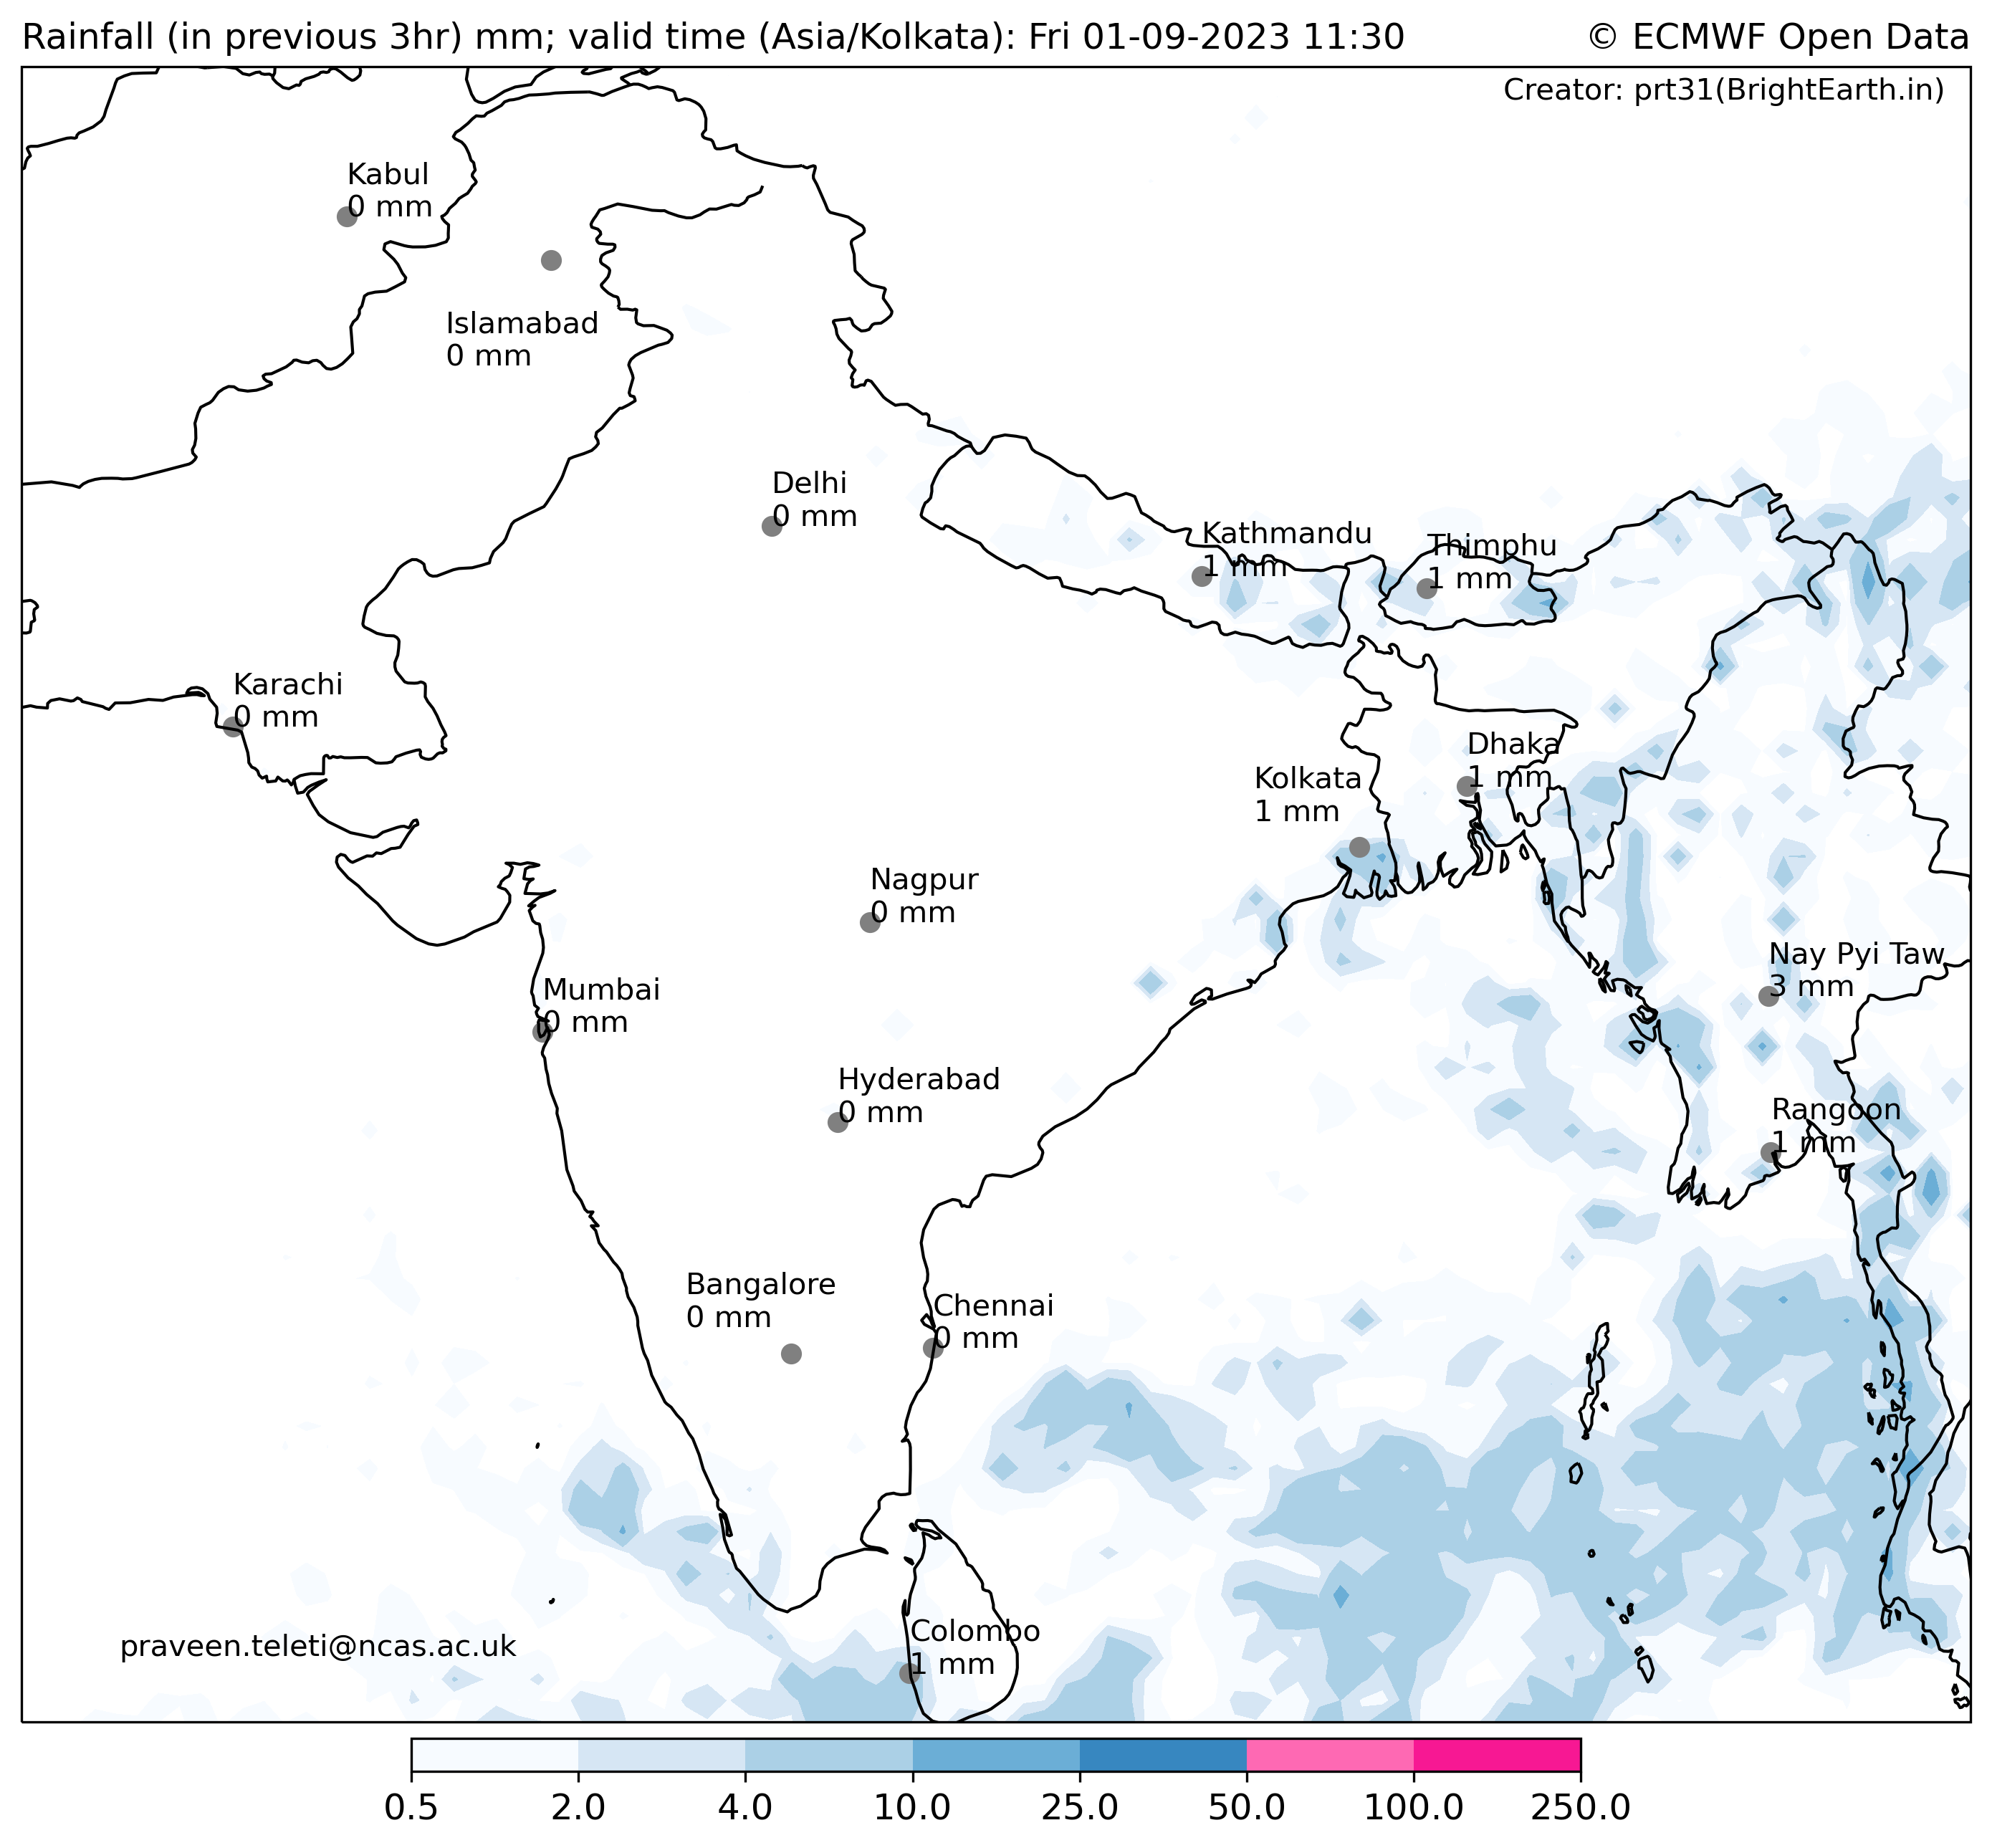 Rainfall (in previous 3hr) mm; valid time (Asia/Kolkata): Fri 01-09-2023 11:30
© ECMWF Open Data
Creator: prt31(BrightEarth.in)
Kabul
0 mm
Islamabad
0 mm
Delhi
0 mm
Kathmandu
1 mm
Thimphu
1 mm
Karachi
0 mm
Dhaka
1 mm
Kolkata
1 mm
Nagpur
0 mm
Nay Pyi Taw
3 mm
Mumbai
0 mm
Hyderabad
0 mm
Rangoon
1 mm
Bangalore
0 mm
Chennai
0 mm
Colombo
1 mm
praveen.teleti@ncas.ac.uk
0.5 2.0 4.0 10.0 25.0 50.0 100.0 250.0